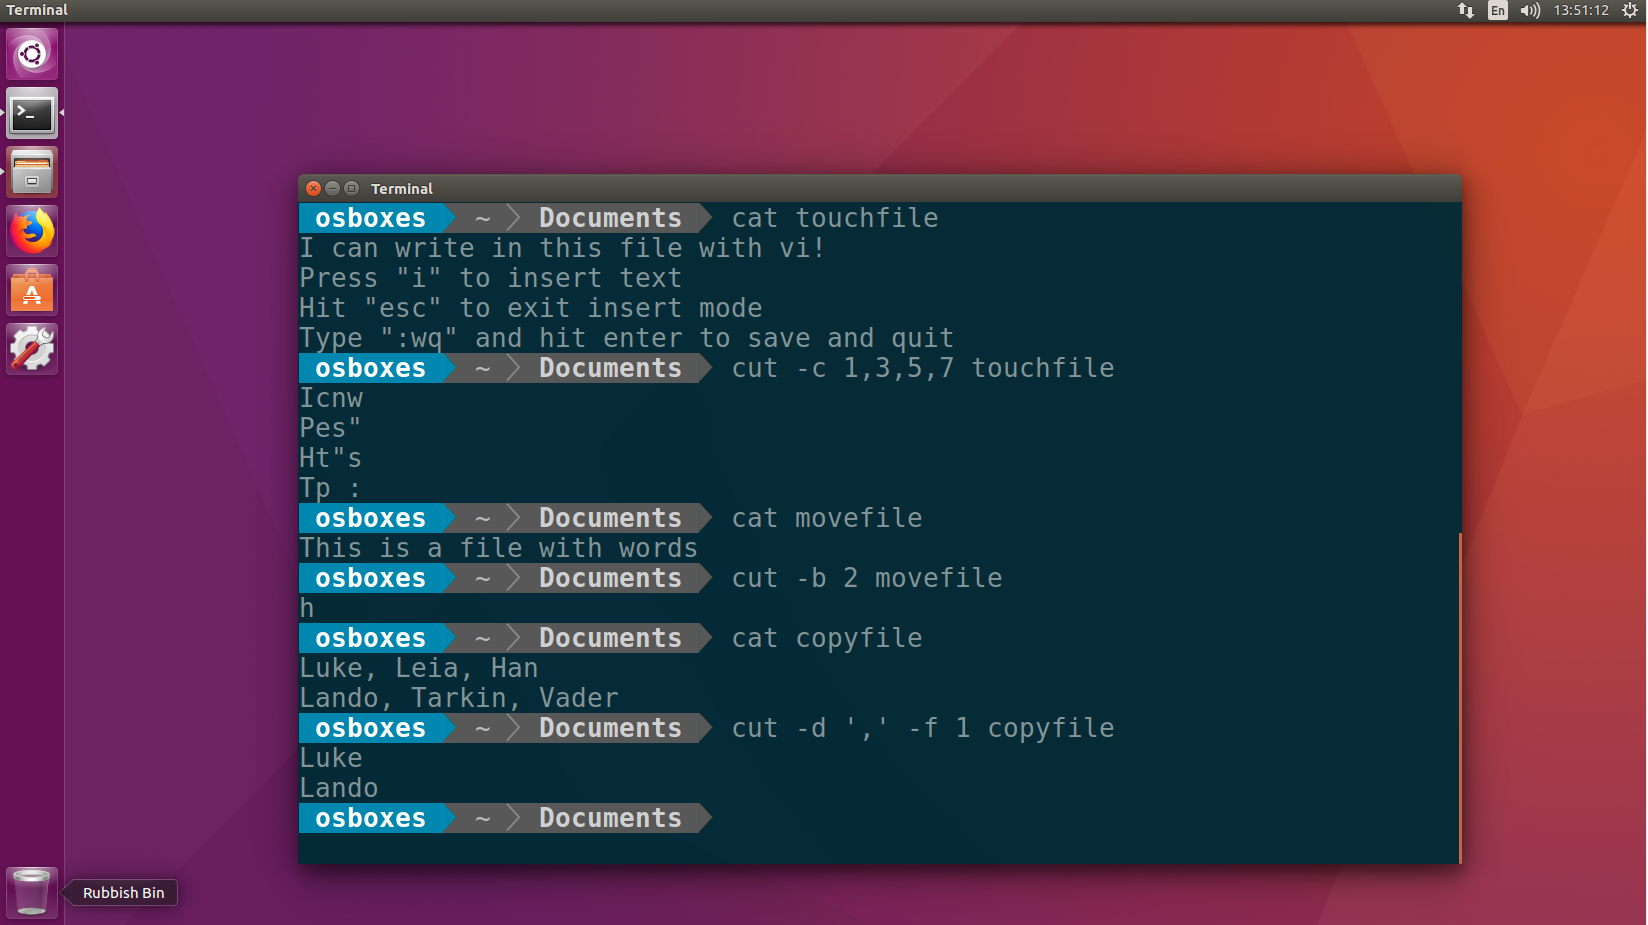 Terminal
En
13:51:12
Terminal
osboxes ~ Documents cat touchfile
I can write in this file with vi!
Press "i" to insert text
Hit "esc" to exit insert mode
Type ":wq" and hit enter to save and quit
osboxes ~ Documents cut -c 1,3,5,7 touchfile
Icnw
Pes"
Ht"s
Tp :
osboxes ~ Documents cat movefile
This is a file with words
osboxes ~ Documents cut -b 2 movefile
h
osboxes ~ Documents cat copyfile
Luke, Leia, Han
Lando, Tarkin, Vader
osboxes ~ Documents cut -d ',' -f 1 copyfile
Luke
Lando
osboxes ~ Documents
Rubbish Bin